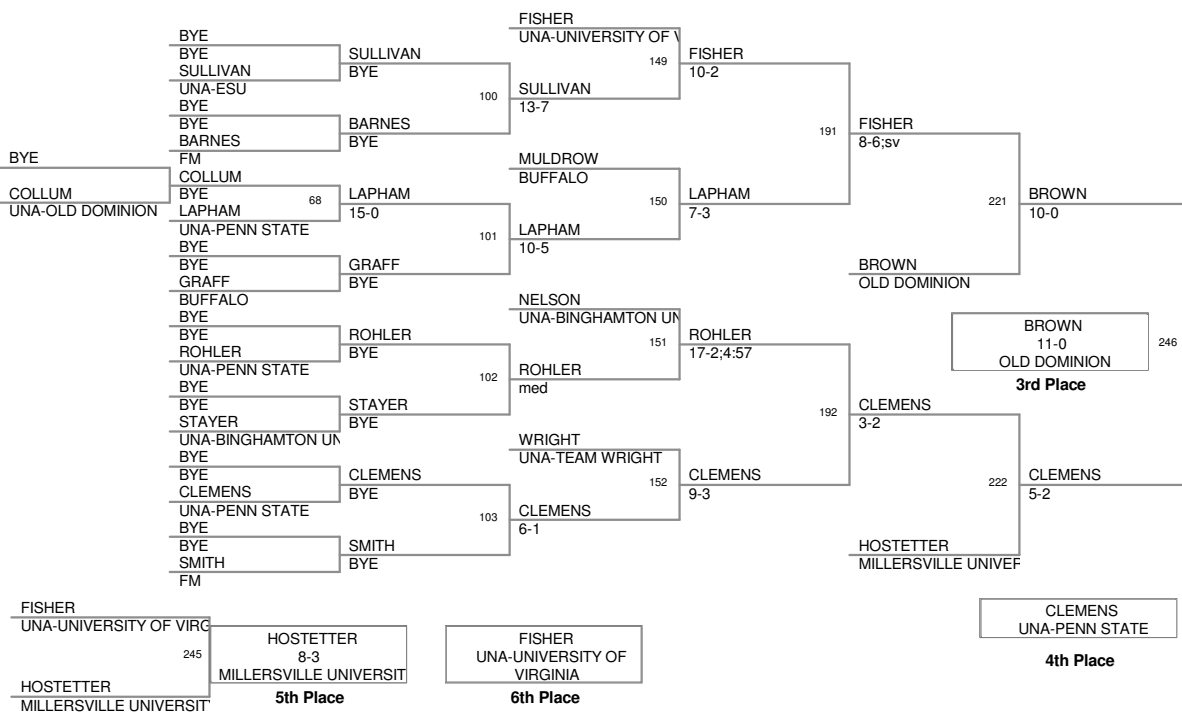 BYE
COLLUM
UNA-OLD DOMINION
BYE
BYE
SULLIVAN
UNA-ESU
BYE
BYE
BARNES
FM
COLLUM
BYE
68
LAPHAM
UNA-PENN STATE
BYE
BYE
GRAFF
BUFFALO
BYE
BYE
ROHLER
UNA-PENN STATE
BYE
BYE
STAYER
UNA-BINGHAMTON UN
BYE
BYE
CLEMENS
UNA-PENN STATE
BYE
BYE
SMITH
FM
SULLIVAN
BYE
100
BARNES
BYE
LAPHAM
15-0
101
GRAFF
BYE
ROHLER
BYE
102
STAYER
BYE
CLEMENS
BYE
103
SMITH
BYE
FISHER
UNA-UNIVERSITY OF V
149
SULLIVAN
13-7
MULDROW
BUFFALO
150
LAPHAM
10-5
NELSON
UNA-BINGHAMTON UN
151
ROHLER
med
WRIGHT
UNA-TEAM WRIGHT
152
CLEMENS
6-1
FISHER
10-2
191
LAPHAM
7-3
ROHLER
17-2;4:57
192
CLEMENS
9-3
FISHER
8-6;sv
221
BROWN
OLD DOMINION
CLEMENS
3-2
222
HOSTETTER
MILLERSVILLE UNIVER
BROWN
10-0
BROWN
11-0
OLD DOMINION
246
3rd Place
CLEMENS
5-2
CLEMENS
UNA-PENN STATE
4th Place
FISHER
UNA-UNIVERSITY OF VIRG
245
HOSTETTER
MILLERSVILLE UNIVERSIT
HOSTETTER
8-3
MILLERSVILLE UNIVERSIT
5th Place
FISHER
UNA-UNIVERSITY OF
VIRGINIA
6th Place